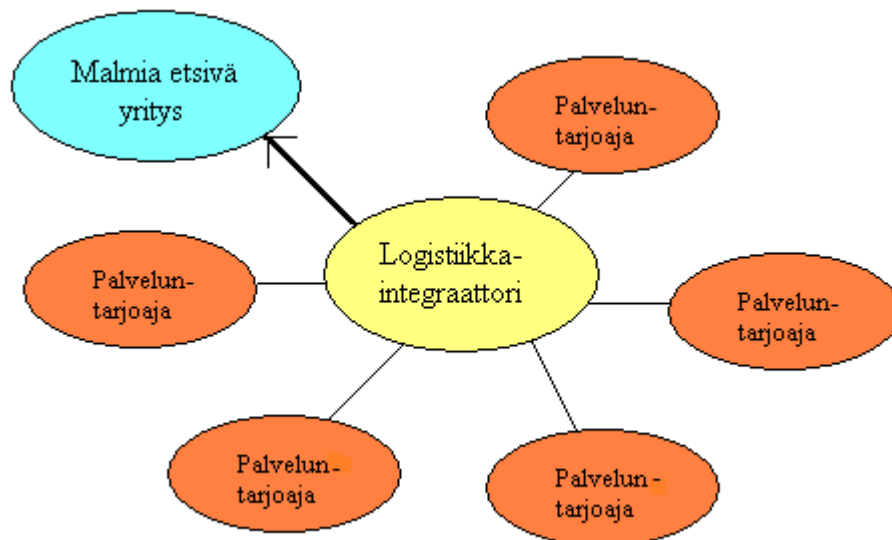 Malmia etsivä
yritys
Palvelun-
tarjoaja
Logistiikka-
integraattori
Palvelun-
tarjoaja
Palvelun-
tarjoaja
Palvelun-
tarjoaja
Palvelun-
tarjoaja